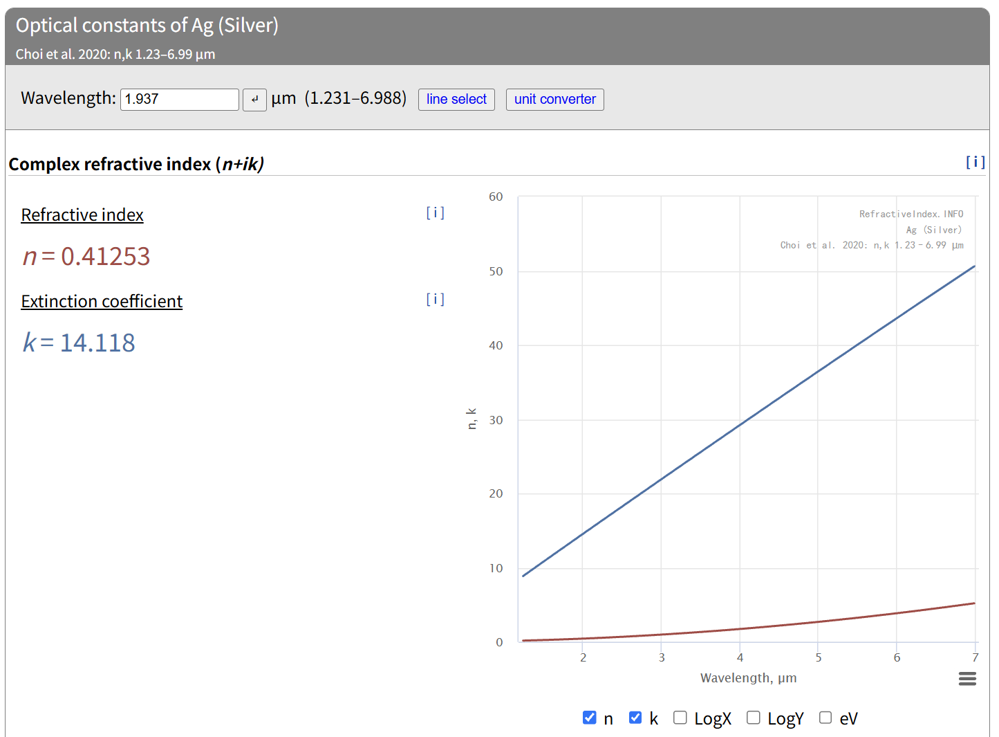 Optical constants of Ag (Silver)
Choi et al. 2020: n,k 1.23–6.99 µm
Wavelength: 1.937 ↲ µm (1.231–6.988) line select unit converter
Complex refractive index (n+ik) [ i ]
Refractive index [ i ]
n = 0.41253
Extinction coefficient [ i ]
k = 14.118
RefractiveIndex.INFO
Ag (Silver)
Choi et al. 2020: n,k 1.23–6.99 µm
60
50
40
30
20
10
0
n, k
2 3 4 5 6 7
Wavelength, µm
n k LogX LogY eV